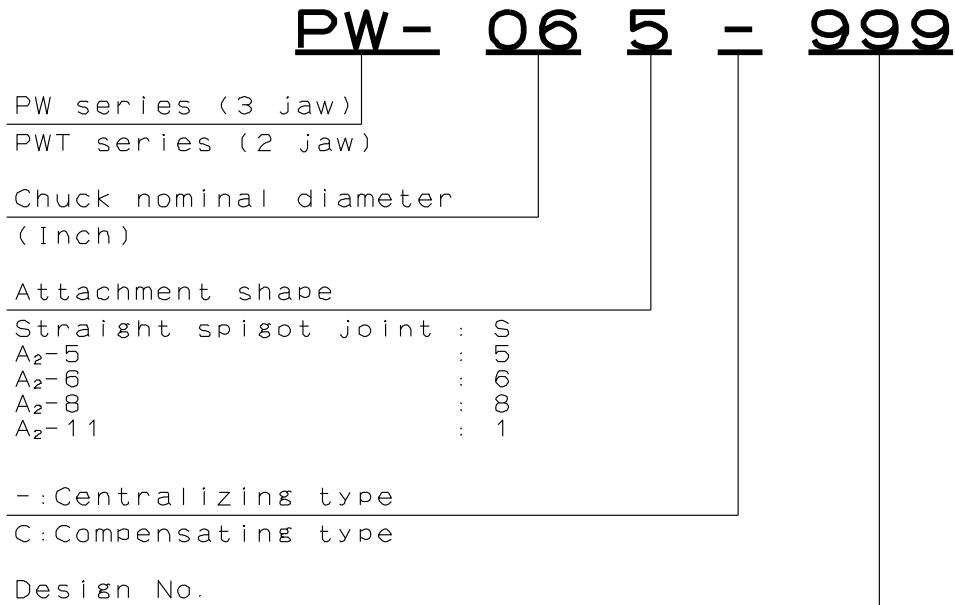 PW- 06 5 - 999
PW series (3 jaw)
PWT series (2 jaw)
Chuck nominal diameter
(Inch)
Attachment shape
Straight spigot joint : S
A₂-5 : 5
A₂-6 : 6
A₂-8 : 8
A₂-11 : 1
-:Centralizing type
C:Compensating type
Design No.